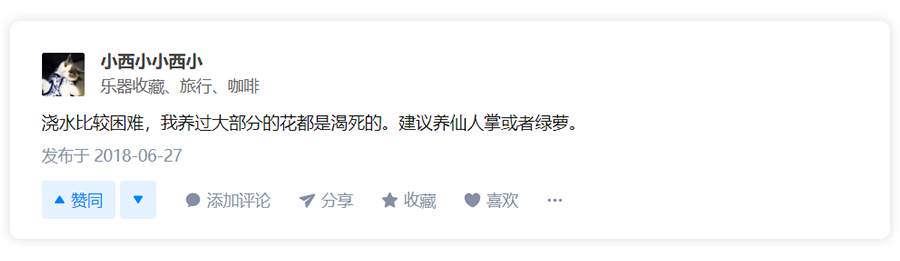 小西小小西小
乐器收藏、旅行、咖啡
浇水比较困难，我养过大部分的花都是渴死的。建议养仙人掌或者绿萝。
发布于 2018-06-27
赞同 添加评论 分享 收藏 喜欢